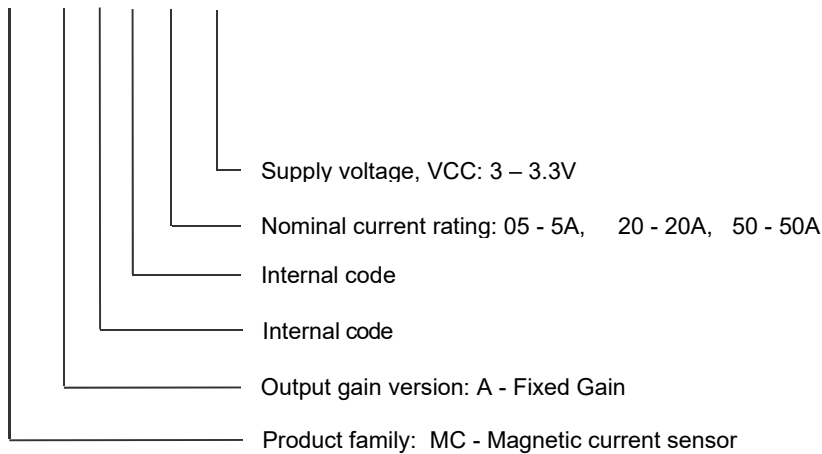 Supply voltage, VCC: 3 – 3.3V
Nominal current rating: 05 - 5A, 20 - 20A, 50 - 50A
Internal code
Internal code
Output gain version: A - Fixed Gain
Product family: MC - Magnetic current sensor